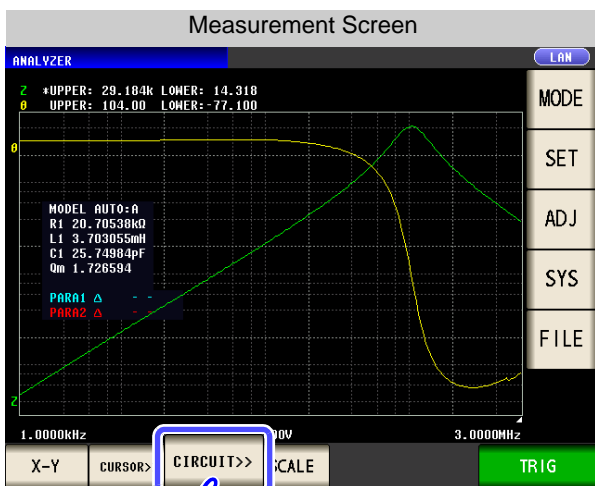 Measurement Screen
ANALYZER LAN
Z *UPPER: 29.184k LOWER: 14.318
θ UPPER: 104.00 LOWER:-77.100
MODE
θ
SET
MODEL AUTO:A
R1 20.70538kΩ
L1 3.703055mH
C1 25.74984pF
Qm 1.726594
ADJ
SYS
PARA1 Δ - -
PARA2 Δ - -
FILE
Z
1.0000kHz 00V 3.0000MHz
X-Y CURSOR> CIRCUIT>> SCALE TRIG